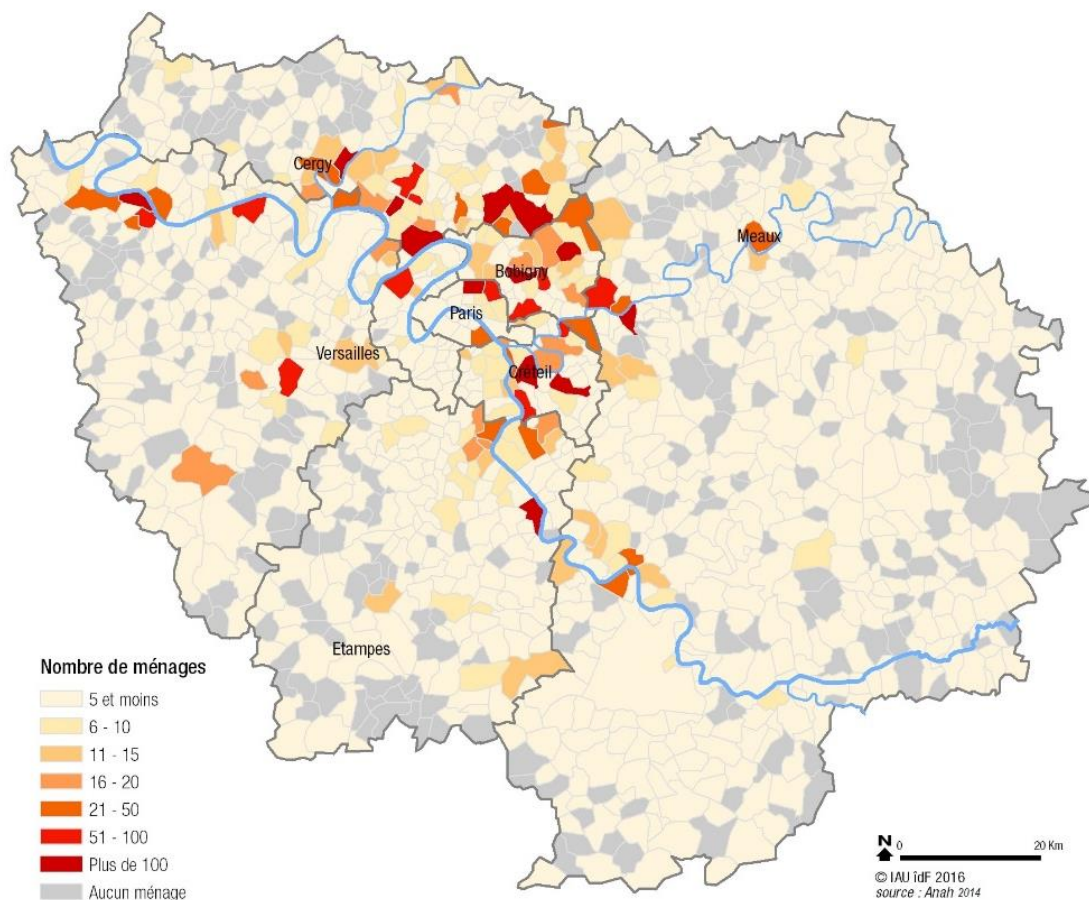 Cergy
Meaux
Bobigny
Paris
Versailles
Créteil
Etampes
Nombre de ménages
5 et moins
6 - 10
11 - 15
16 - 20
21 - 50
51 - 100
Plus de 100
Aucun ménage
N 0 20 Km
© IAU îdF 2016
source : Anah 2014